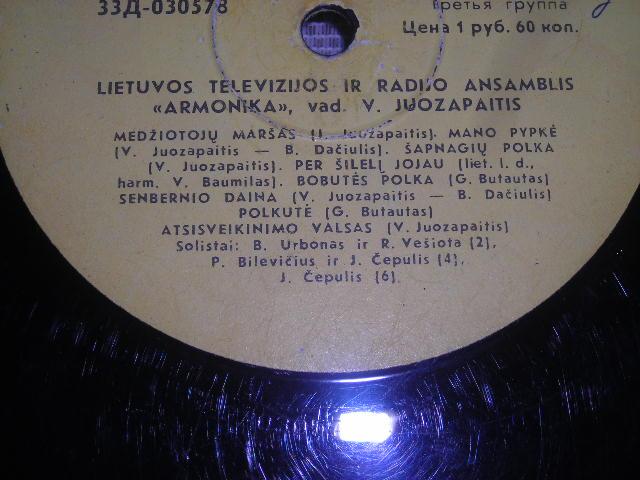 33Д-030578
Третья группа
Цена 1 руб. 60 коп.
LIETUVOS TELEVIZIJOS IR RADIJO ANSAMBLIS
«ARMONIKA», vad. V. JUOZAPAITIS
MEDŽIOTOJŲ MARŠAS (J. Juozapaitis). MANO PYPKĖ
(V. Juozapaitis — B. Dačiulis). ŠAPNAGIŲ POLKA
(V. Juozapaitis). PER ŠILELĮ JOJAU (liet. l. d.,
harm. V. Baumilas). BOBUTĖS POLKA (G. Butautas)
SENBERNIO DAINA (V. Juozapaitis — B. Dačiulis)
POLKUTĖ (G. Butautas)
ATSISVEIKINIMO VALSAS (V. Juozapaitis)
Solistai: B. Urbonas ir R. Vešiota (2),
P. Bilevičius ir J. Čepulis (4),
J. Čepulis (6).